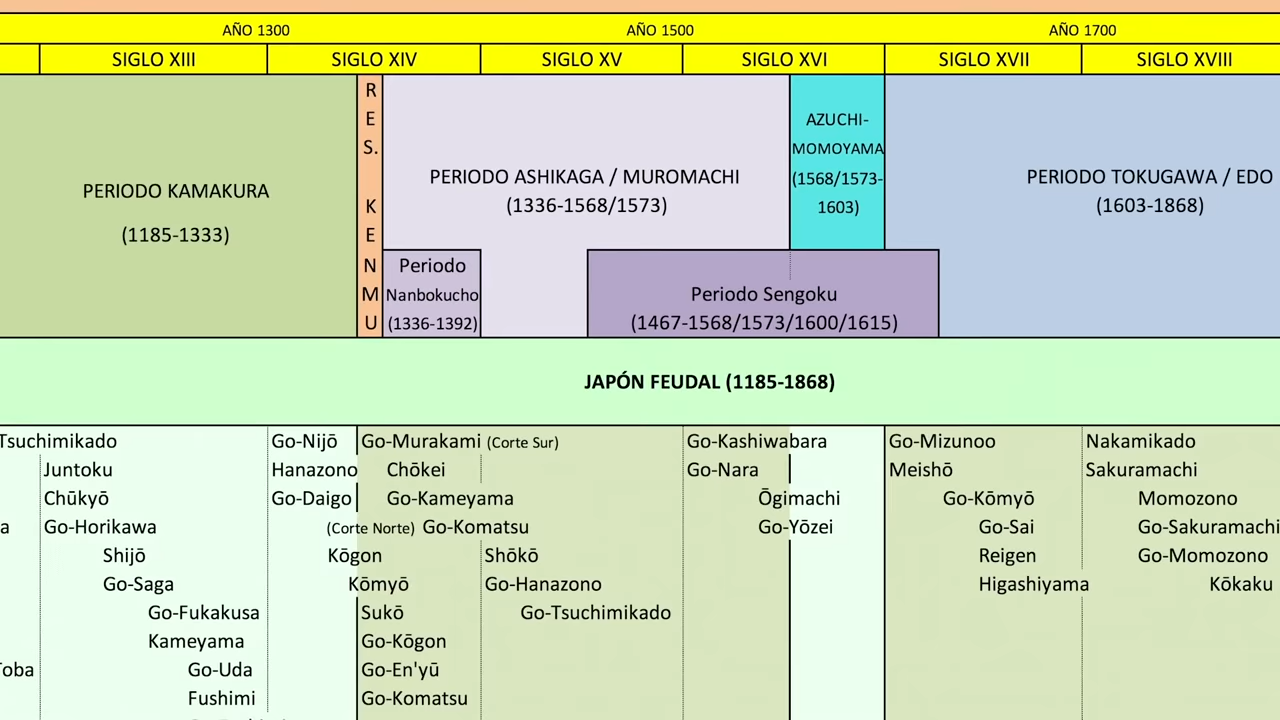 AÑO 1300 AÑO 1500 AÑO 1700
SIGLO XIII SIGLO XIV SIGLO XV SIGLO XVI SIGLO XVII SIGLO XVIII
PERIODO KAMAKURA
(1185-1333)
RES. KENMU
PERIODO ASHIKAGA / MUROMACHI
(1336-1568/1573)
Periodo
Nanbokucho
(1336-1392)
AZUCHI-
MOMOYAMA
(1568/1573-
1603)
Periodo Sengoku
(1467-1568/1573/1600/1615)
PERIODO TOKUGAWA / EDO
(1603-1868)
JAPÓN FEUDAL (1185-1868)
Tsuchimikado
Juntoku
Chūkyō
Go-Horikawa
Shijō
Go-Saga
Go-Fukakusa
Kameyama
Toba
Go-Uda
Fushimi
Go-Nijō
Hanazono
Go-Daigo
Go-Murakami (Corte Sur)
Chōkei
Go-Kameyama
(Corte Norte) Go-Komatsu
Kōgon
Kōmyō
Sukō
Go-Kōgon
Go-En'yū
Go-Komatsu
Shōkō
Go-Hanazono
Go-Tsuchimikado
Go-Kashiwabara
Go-Nara
Ōgimachi
Go-Yōzei
Go-Mizunoo
Meishō
Go-Kōmyō
Go-Sai
Reigen
Higashiyama
Nakamikado
Sakuramachi
Momozono
Go-Sakuramachi
Go-Momozono
Kōkaku